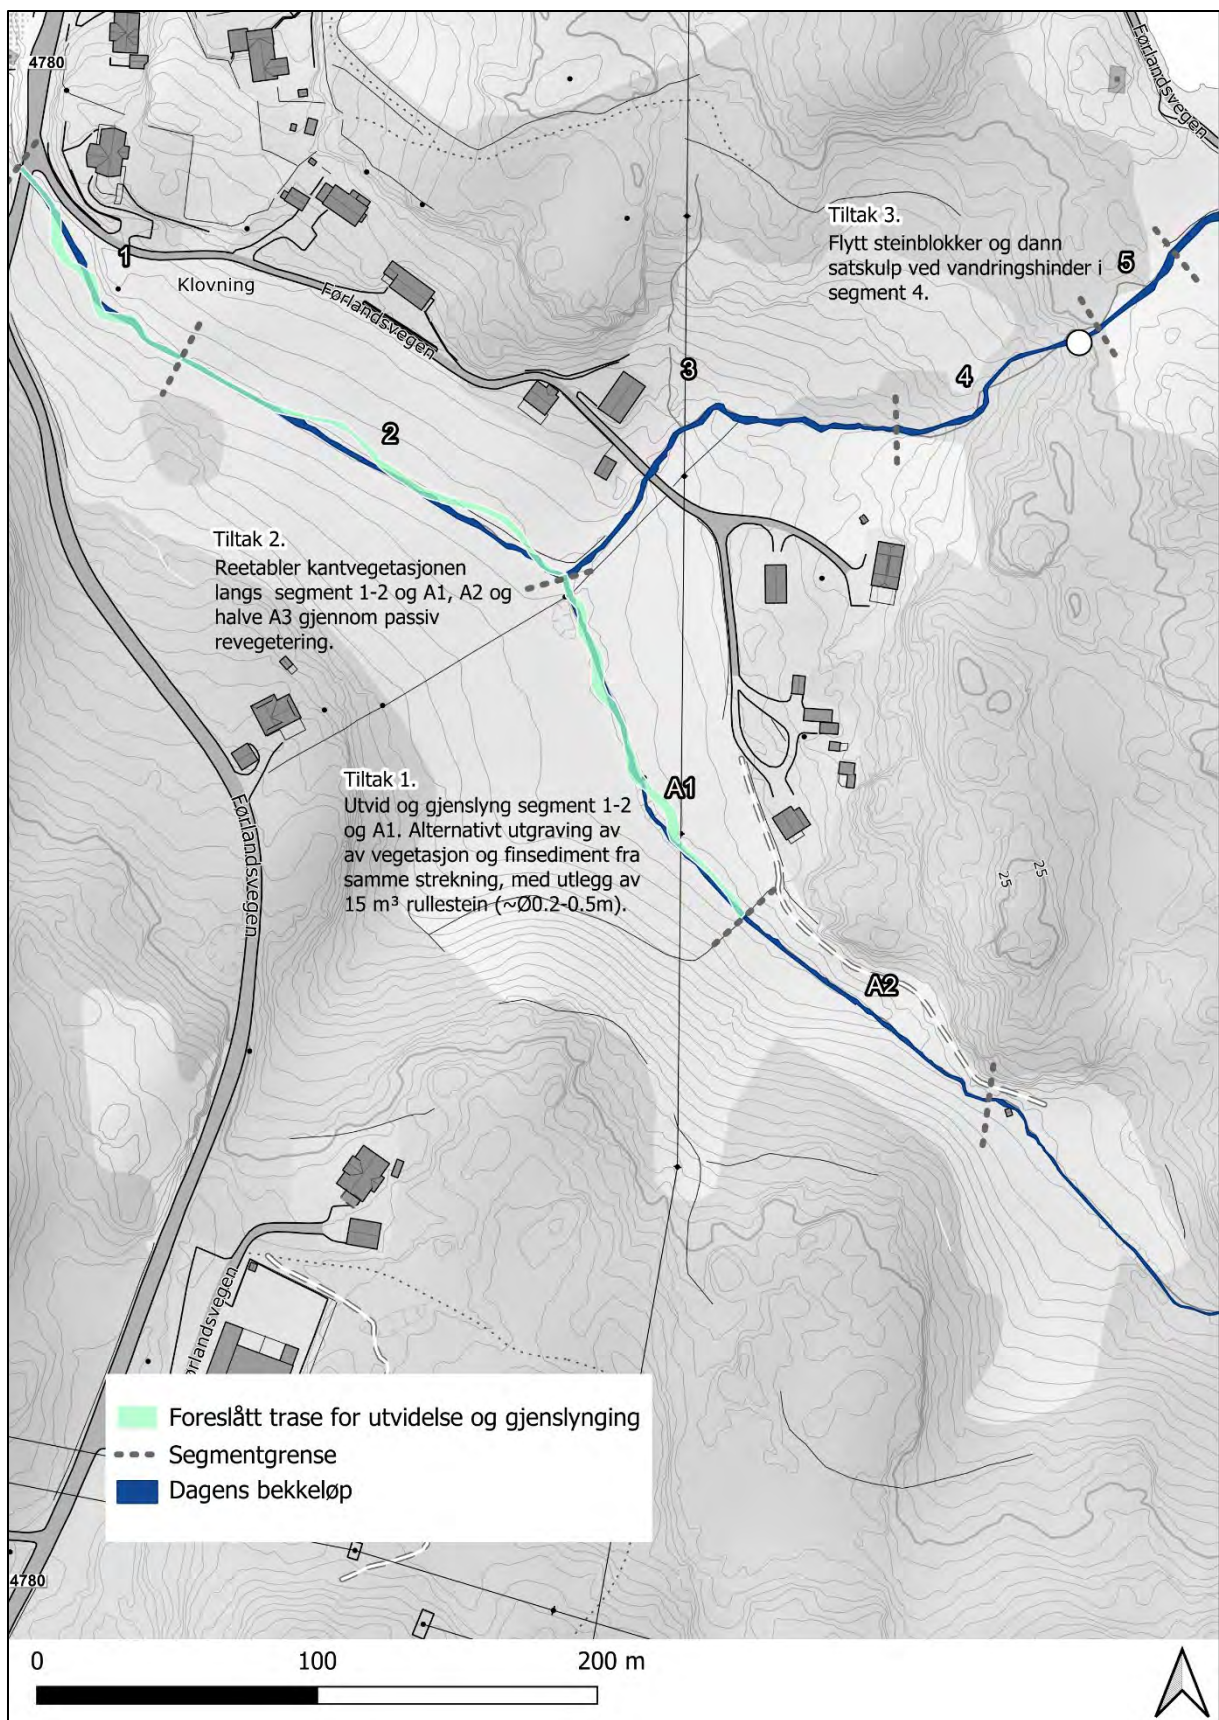 4780
Førlandsvegen
Tiltak 3.
Flytt steinblokker og dann
satskulp ved vandringshinder i
segment 4.
5
1
Klovning
Førlandsvegen
3
4
2
Tiltak 2.
Reetabler kantvegetasjonen
langs segment 1-2 og A1, A2 og
halve A3 gjennom passiv
revegetering.
Tiltak 1.
Utvid og gjenslyng segment 1-2
og A1. Alternativt utgraving av
av vegetasjon og finsediment fra
samme strekning, med utlegg av
15 m³ rullestein (~Ø0.2-0.5m).
A1
Førlandsvegen
25
25
A2
ørlandsvegen
Foreslått trase for utvidelse og gjenslynging
Segmentgrense
Dagens bekkeløp
4780
0 100 200 m